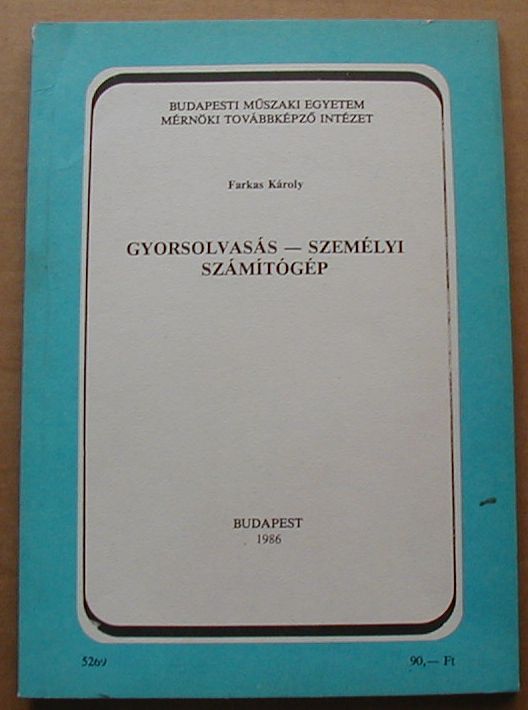 BUDAPESTI MŰSZAKI EGYETEM
MÉRNÖKI TOVÁBBKÉPZŐ INTÉZET
Farkas Károly
GYORSOLVASÁS — SZEMÉLYI
SZÁMÍTÓGÉP
BUDAPEST
1986
5269
90,— Ft